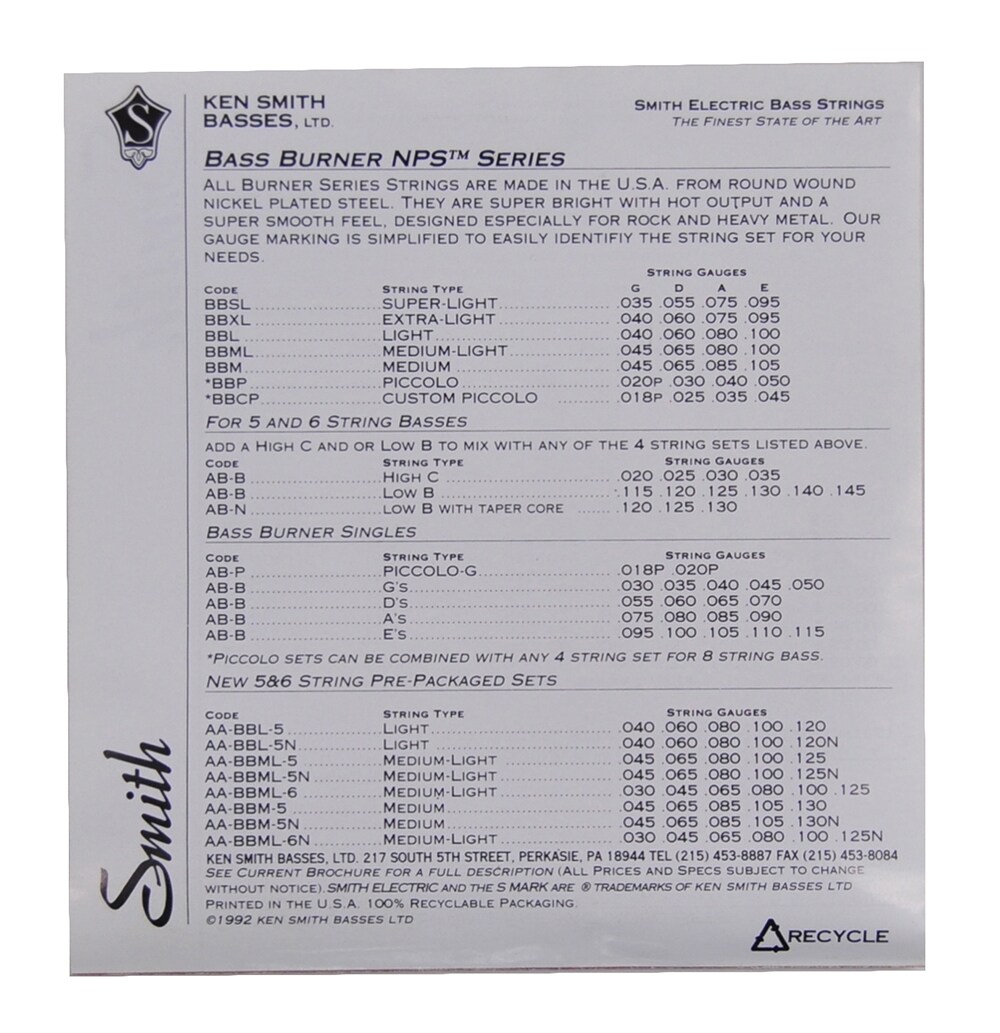 S
KEN SMITH
BASSES, LTD.
SMITH ELECTRIC BASS STRINGS
THE FINEST STATE OF THE ART
BASS BURNER NPS™ SERIES
ALL BURNER SERIES STRINGS ARE MADE IN THE U.S.A. FROM ROUND WOUND
NICKEL PLATED STEEL. THEY ARE SUPER BRIGHT WITH HOT OUTPUT AND A
SUPER SMOOTH FEEL, DESIGNED ESPECIALLY FOR ROCK AND HEAVY METAL. OUR
GAUGE MARKING IS SIMPLIFIED TO EASILY IDENTIFIY THE STRING SET FOR YOUR
NEEDS.
STRING GAUGES
CODE STRING TYPE G D A E
BBSL SUPER-LIGHT .035 .055 .075 .095
BBXL EXTRA-LIGHT .040 .060 .075 .095
BBL LIGHT .040 .060 .080 .100
BBML MEDIUM-LIGHT .045 .065 .080 .100
BBM MEDIUM .045 .065 .085 .105
*BBP PICCOLO .020P .030 .040 .050
*BBCP CUSTOM PICCOLO .018P .025 .035 .045
FOR 5 AND 6 STRING BASSES
ADD A HIGH C AND OR LOW B TO MIX WITH ANY OF THE 4 STRING SETS LISTED ABOVE.
CODE STRING TYPE STRING GAUGES
AB-B HIGH C .020 .025 .030 .035
AB-B LOW B .115 .120 .125 .130 .140 .145
AB-N LOW B WITH TAPER CORE .120 .125 .130
BASS BURNER SINGLES
CODE STRING TYPE STRING GAUGES
AB-P PICCOLO-G .018P .020P
AB-B G's .030 .035 .040 .045 .050
AB-B D's .055 .060 .065 .070
AB-B A's .075 .080 .085 .090
AB-B E's .095 .100 .105 .110 .115
*PICCOLO SETS CAN BE COMBINED WITH ANY 4 STRING SET FOR 8 STRING BASS.
NEW 5&6 STRING PRE-PACKAGED SETS
CODE STRING TYPE STRING GAUGES
AA-BBL-5 LIGHT .040 .060 .080 .100 .120
AA-BBL-5N LIGHT .040 .060 .080 .100 .120N
AA-BBML-5 MEDIUM-LIGHT .045 .065 .080 .100 .125
AA-BBML-5N MEDIUM-LIGHT .045 .065 .080 .100 .125N
AA-BBML-6 MEDIUM-LIGHT .030 .045 .065 .080 .100 .125
AA-BBM-5 MEDIUM .045 .065 .085 .105 .130
AA-BBM-5N MEDIUM .045 .065 .085 .105 .130N
AA-BBML-6N MEDIUM-LIGHT .030 .045 .065 .080 .100 .125N
KEN SMITH BASSES, LTD. 217 SOUTH 5TH STREET, PERKASIE, PA 18944 TEL (215) 453-8887 FAX (215) 453-8084
SEE CURRENT BROCHURE FOR A FULL DESCRIPTION (ALL PRICES AND SPECS SUBJECT TO CHANGE
WITHOUT NOTICE). SMITH ELECTRIC AND THE S MARK ARE ® TRADEMARKS OF KEN SMITH BASSES LTD
PRINTED IN THE U.S.A. 100% RECYCLABLE PACKAGING.
©1992 KEN SMITH BASSES LTD
RECYCLE
Smith